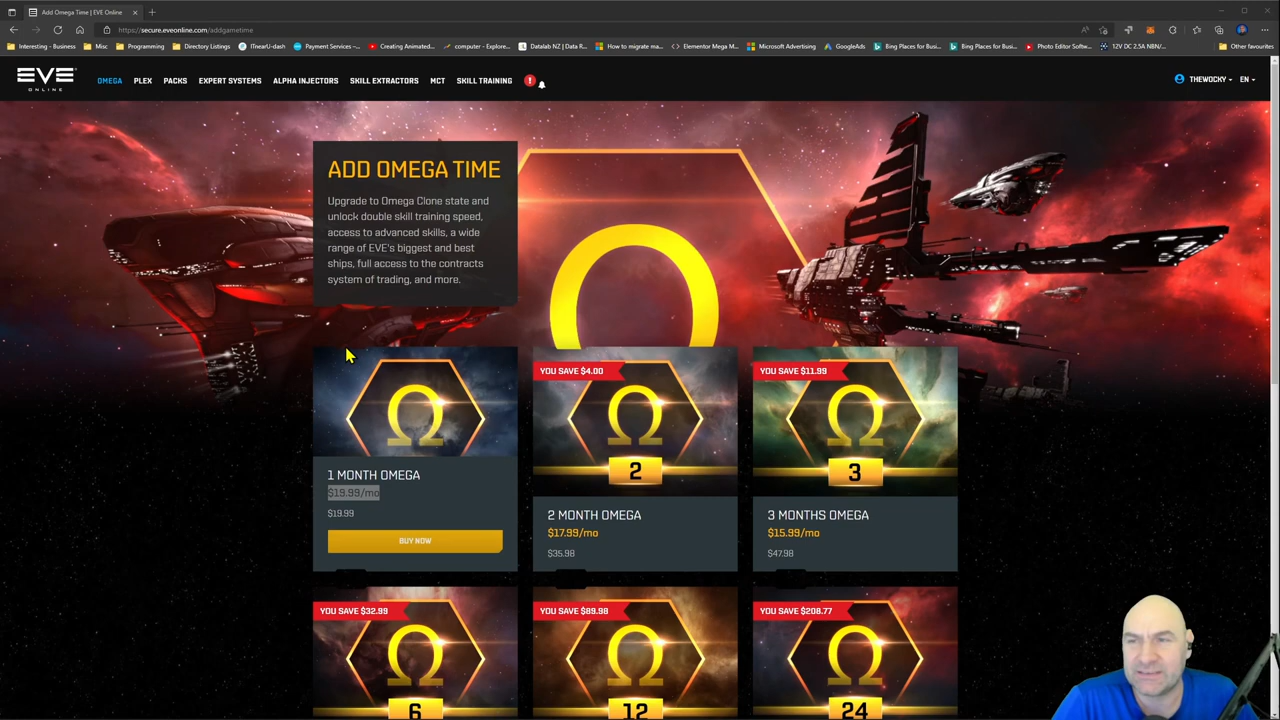 Add Omega Time | EVE Online
https://secure.eveonline.com/addgametime
Interesting - Business
Misc
Programming
Directory Listings
ITnearU-dash
Payment Services –...
Creating Animated...
computer - Explore...
Datalab NZ | Data R...
How to migrate ma...
Elementor Mega M...
Microsoft Advertising
GoogleAds
Bing Places for Busi...
Bing Places for Busi...
Photo Editor Softw...
12V DC 2.5A NBN/...
Other favourites
EVE
ONLINE
OMEGA
PLEX
PACKS
EXPERT SYSTEMS
ALPHA INJECTORS
SKILL EXTRACTORS
MCT
SKILL TRAINING
THEWOCKY
EN
ADD OMEGA TIME
Upgrade to Omega Clone state and
unlock double skill training speed,
access to advanced skills, a wide
range of EVE's biggest and best
ships, full access to the contracts
system of trading, and more.
1 MONTH OMEGA
$19.99/mo
$19.99
BUY NOW
YOU SAVE $4.00
2
2 MONTH OMEGA
$17.99/mo
$35.98
YOU SAVE $11.99
3
3 MONTHS OMEGA
$15.99/mo
$47.98
YOU SAVE $32.99
6
YOU SAVE $89.98
12
YOU SAVE $208.77
24